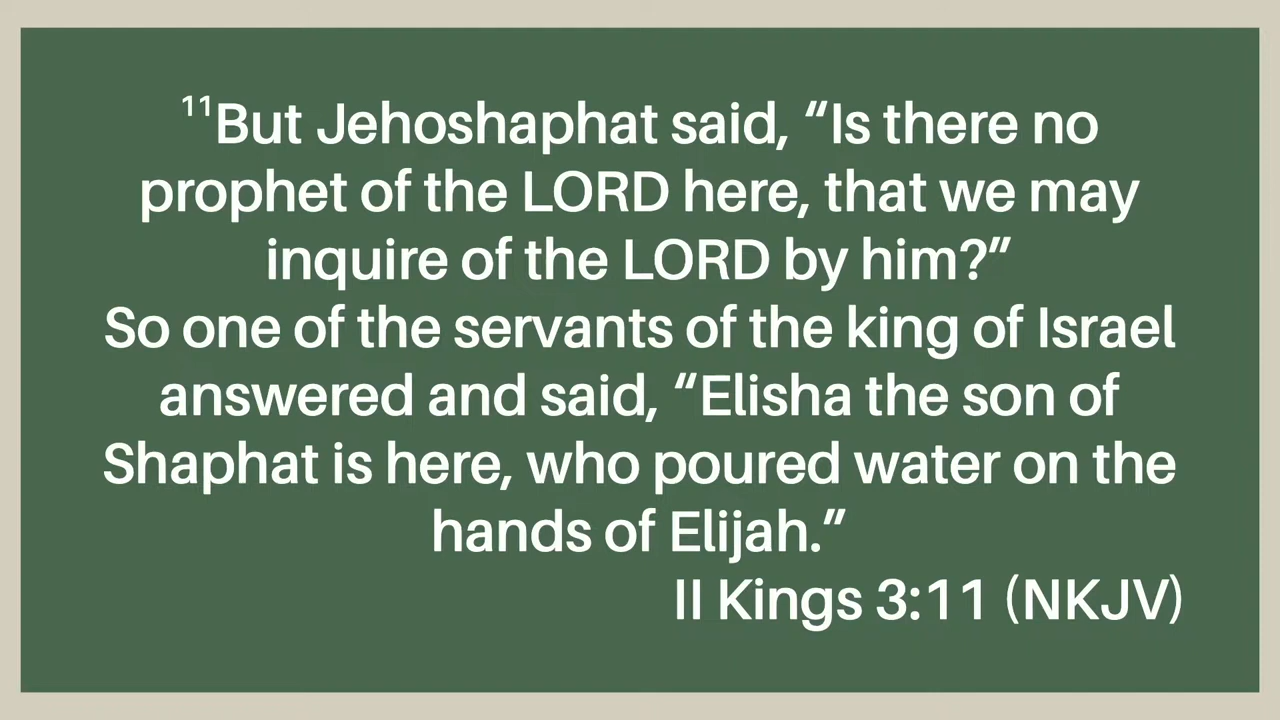 ¹¹But Jehoshaphat said, “Is there no
prophet of the LORD here, that we may
inquire of the LORD by him?”
So one of the servants of the king of Israel
answered and said, “Elisha the son of
Shaphat is here, who poured water on the
hands of Elijah.”
II Kings 3:11 (NKJV)